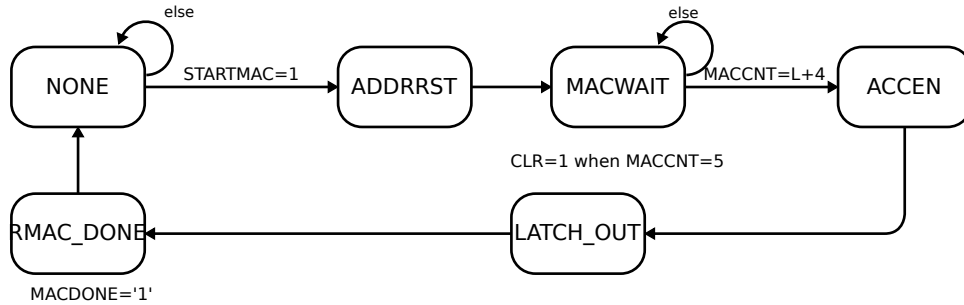 else
else
NONE
STARTMAC=1
ADDRRST
MACWAIT
MACCNT=L+4
ACCEN
CLR=1 when MACCNT=5
RMAC_DONE
LATCH_OUT
MACDONE='1'